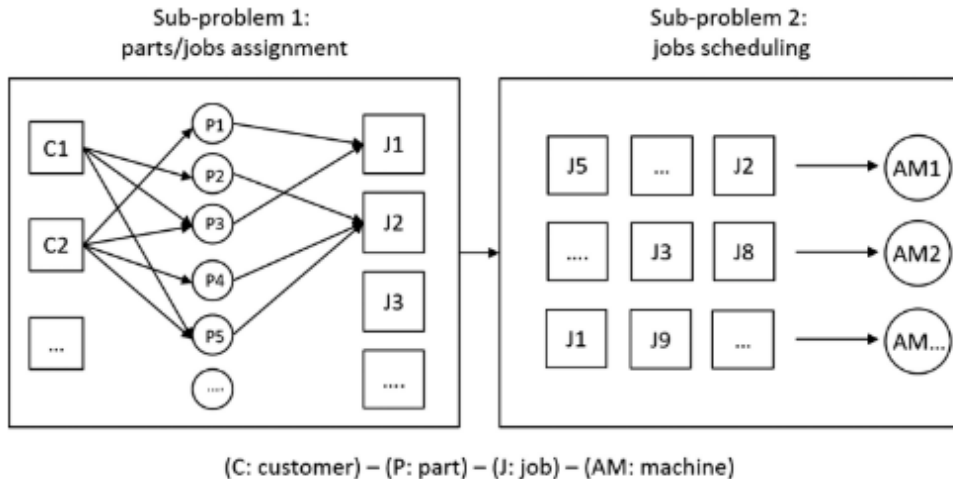 Sub-problem 1:
parts/jobs assignment
Sub-problem 2:
jobs scheduling
C1
C2
...
P1
P2
P3
P4
P5
....
J1
J2
J3
....
J5 ... J2 AM1
.... J3 J8 AM2
J1 J9 ... AM...
(C: customer) – (P: part) – (J: job) – (AM: machine)